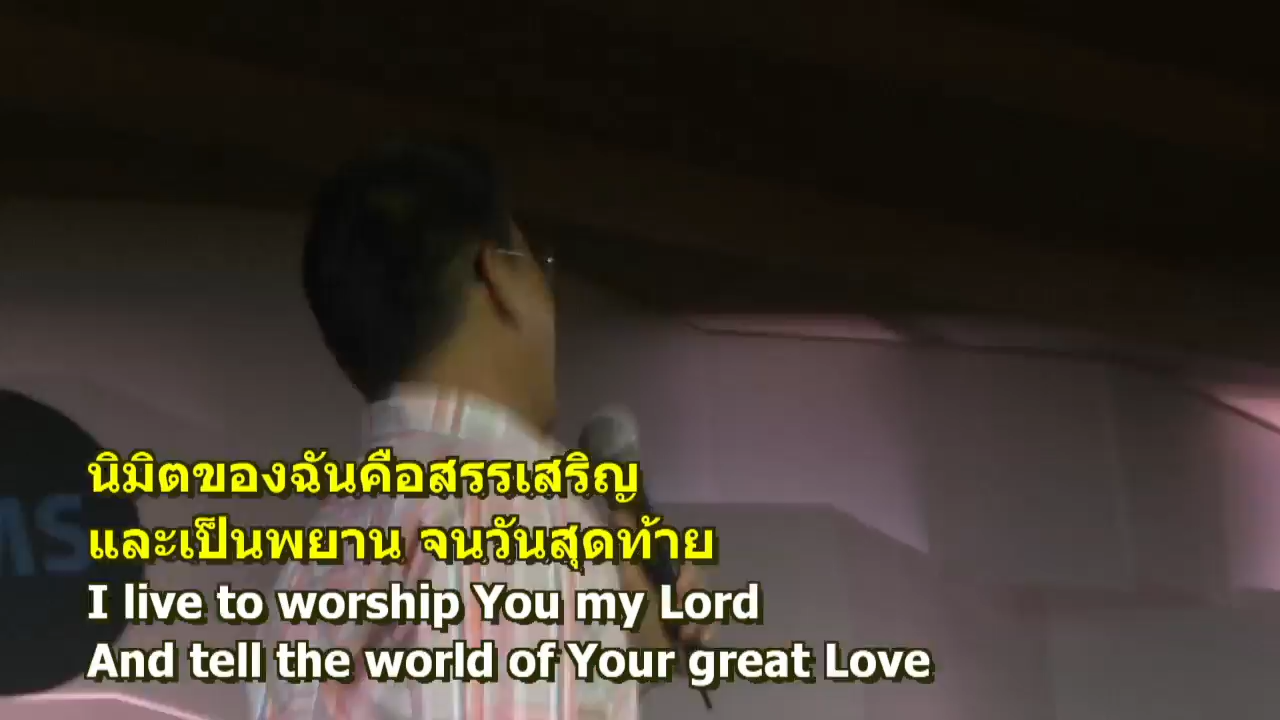 นิมิตของฉันคือสรรเสริญ
และเป็นพยาน จนวันสุดท้าย
I live to worship You my Lord
And tell the world of Your great Love
MS